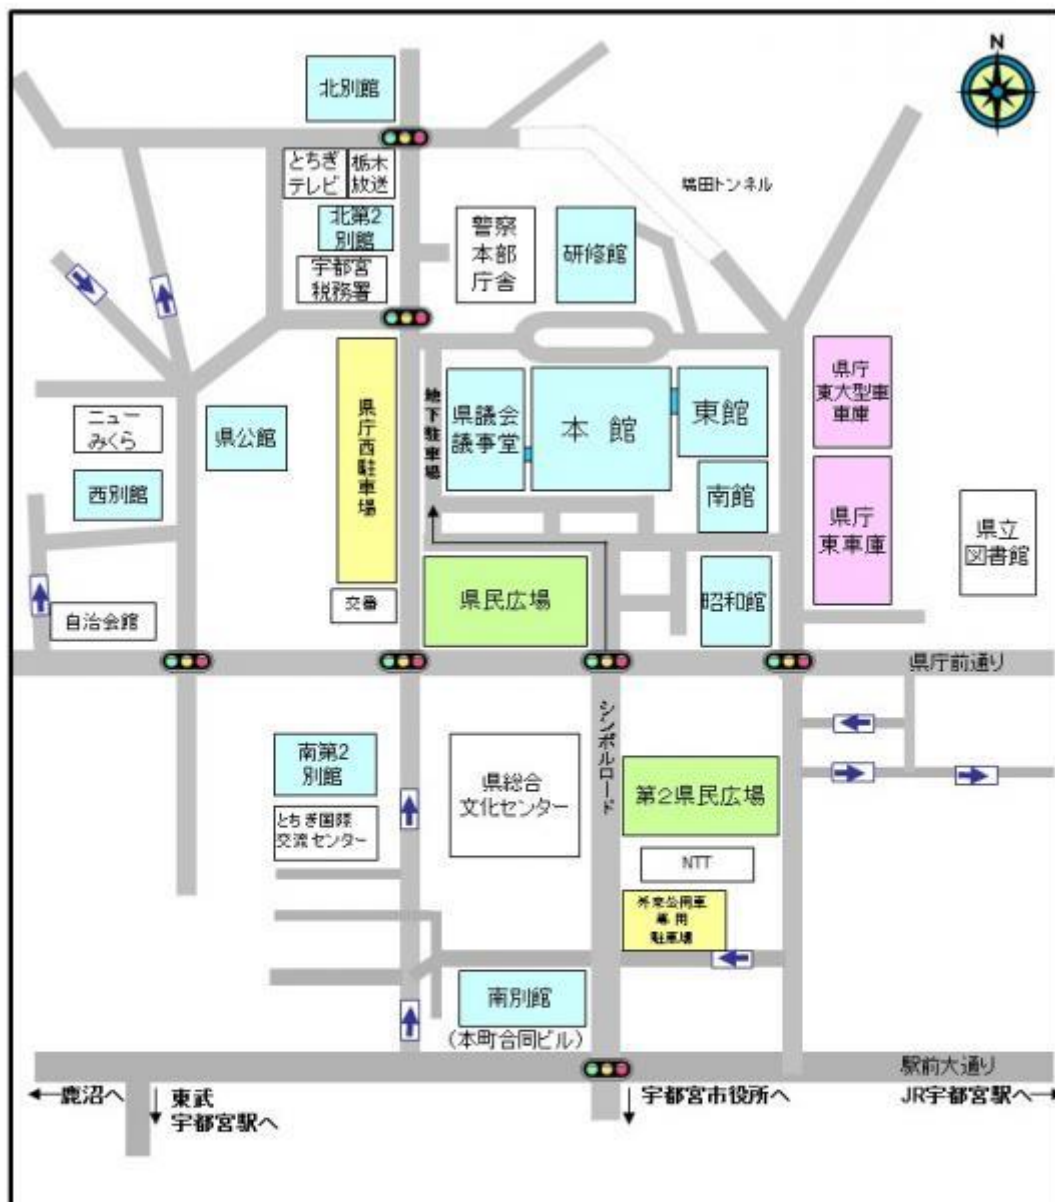 N
北別館
とちぎ
テレビ
栃木
放送
北第2
別館
宇都宮
税務署
警察
本部
庁舎
研修館
塙田トンネル
県庁
東大型車
車庫
県庁西駐車場
地下駐車場
県議会
議事堂
本館
東館
南館
ニュー
みくら
県公館
西別館
県庁
東車庫
県立
図書館
自治会館
交番
県民広場
昭和館
県庁前通り
シンボルロード
南第2
別館
とちぎ国際
交流センター
県総合
文化センター
第2県民広場
NTT
外来公用車
専用
駐車場
南別館
(本町合同ビル)
駅前大通り
鹿沼へ
東武
宇都宮駅へ
宇都宮市役所へ
JR宇都宮駅へ